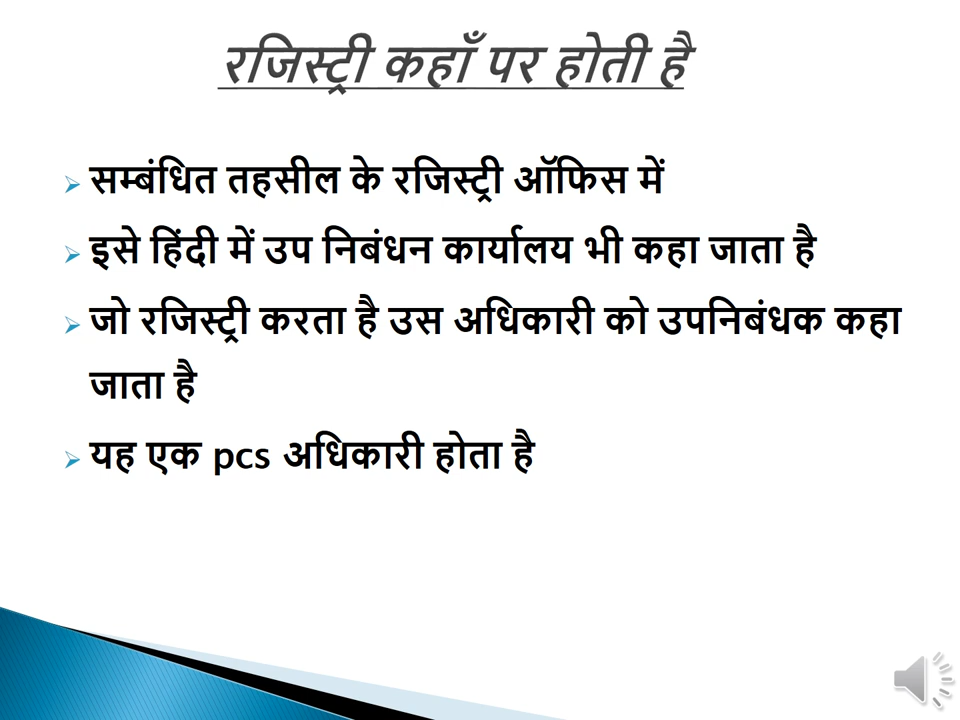 रजिस्ट्री कहाँ पर होती है
सम्बंधित तहसील के रजिस्ट्री ऑफिस में
इसे हिंदी में उप निबंधन कार्यालय भी कहा जाता है
जो रजिस्ट्री करता है उस अधिकारी को उपनिबंधक कहा
जाता है
यह एक pcs अधिकारी होता है